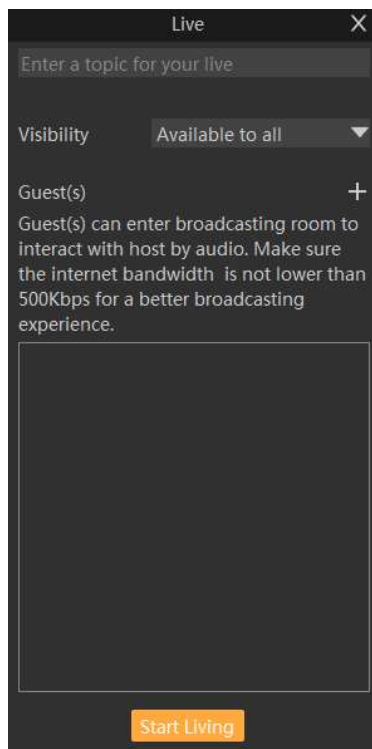 Live
Enter a topic for your live
Visibility
Available to all
Guest(s)
Guest(s) can enter broadcasting room to
interact with host by audio. Make sure
the internet bandwidth  is not lower than
500Kbps for a better broadcasting
experience.
Start Living